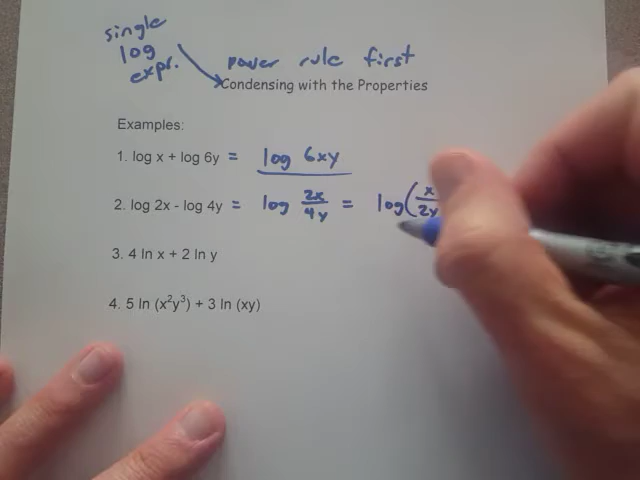 single
log
expr.
power rule first
Condensing with the Properties
Examples:
1. log x + log 6y = log 6xy
2. log 2x - log 4y = log 2x/4y = log(x/2y
3. 4 ln x + 2 ln y
4. 5 ln (x²y³) + 3 ln (xy)